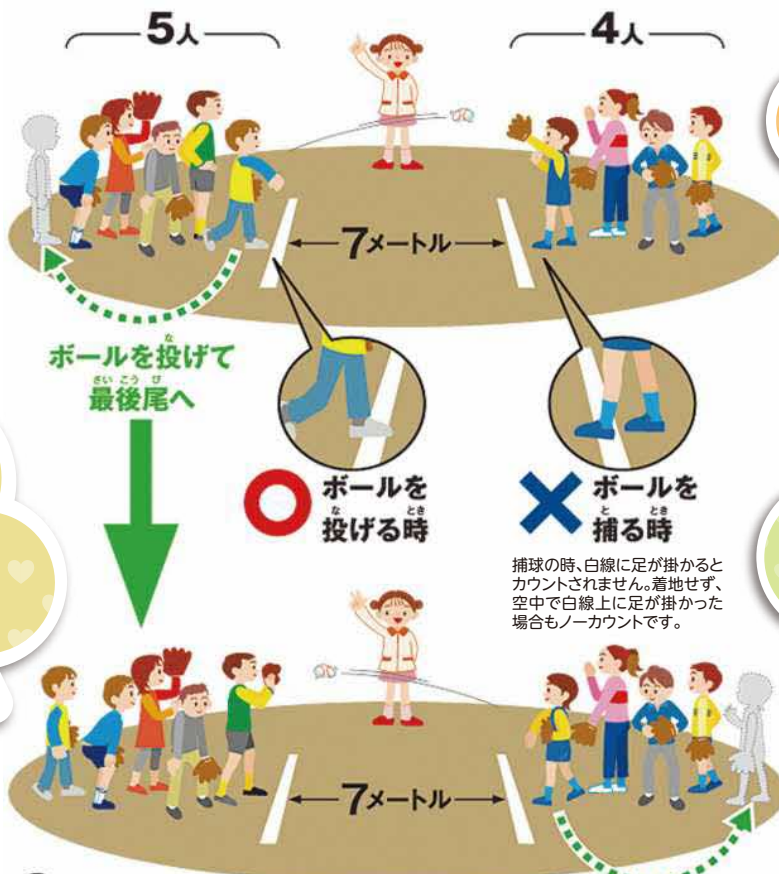 5人
4人
7メートル
ボールを投げて
最後尾へ
ボールを
投げる時
ボールを
捕る時
捕球の時、白線に足が掛かると
カウントされません。着地せず、
空中で白線上に足が掛かった
場合もノーカウントです。
7メートル